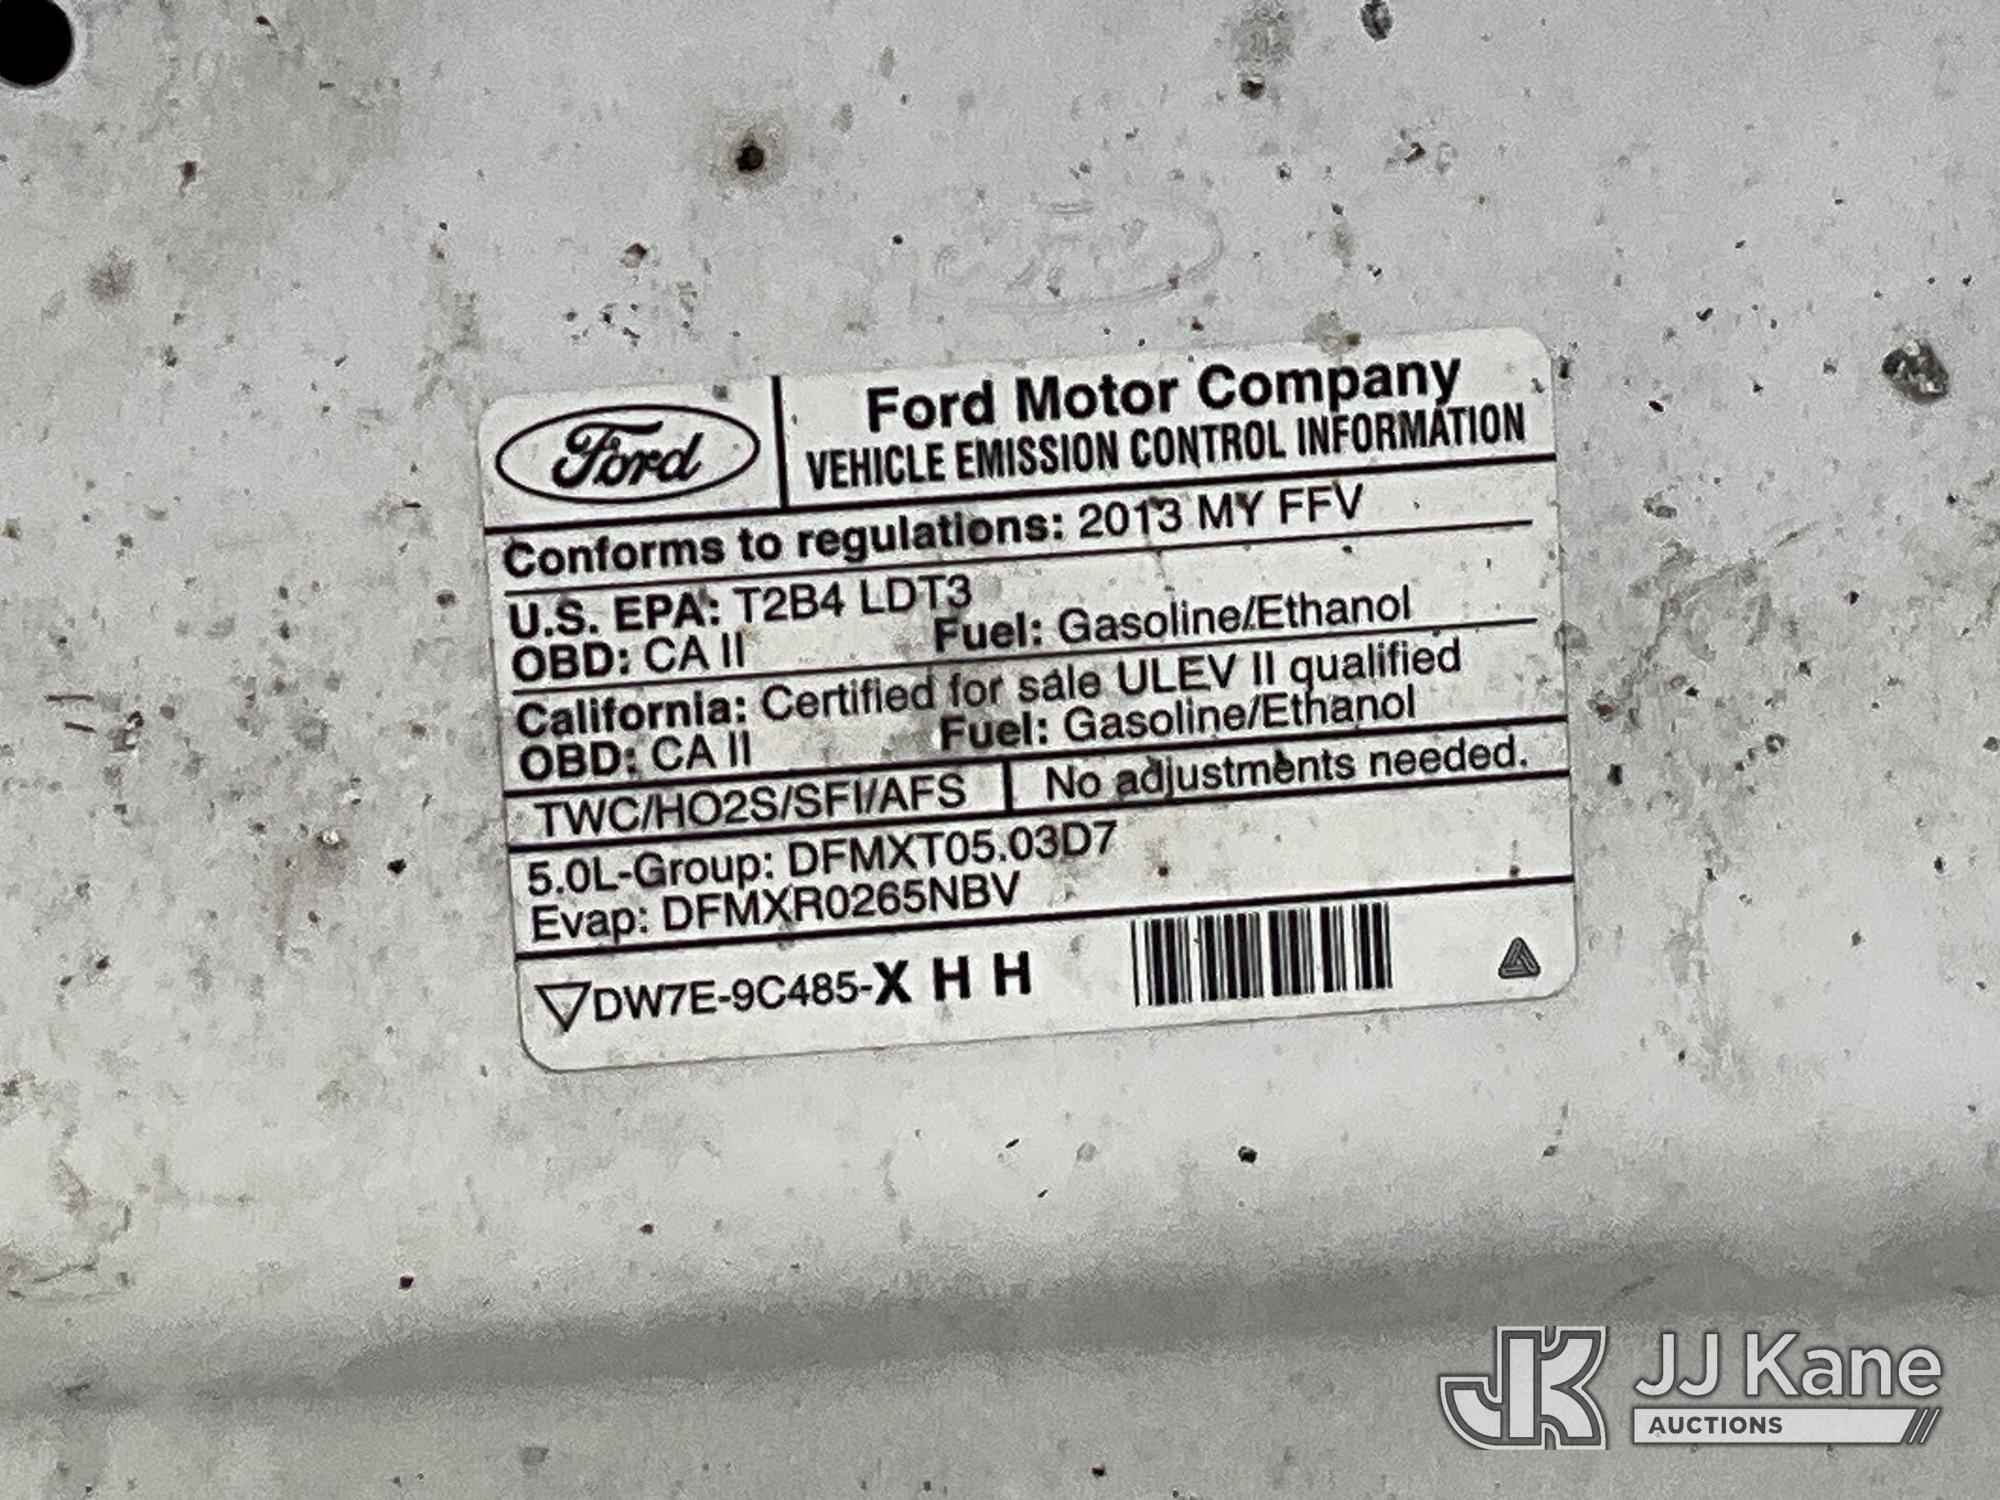 Ford
Ford Motor Company
VEHICLE EMISSION CONTROL INFORMATION
Conforms to regulations: 2013 MY FFV
U.S. EPA: T2B4 LDT3
OBD: CA II Fuel: Gasoline/Ethanol
California: Certified for sale ULEV II qualified
OBD: CA II Fuel: Gasoline/Ethanol
TWC/HO2S/SFI/AFS No adjustments needed.
5.0L-Group: DFMXT05.03D7
Evap: DFMXR0265NBV
DW7E-9C485-X H H
JK JJ Kane
AUCTIONS